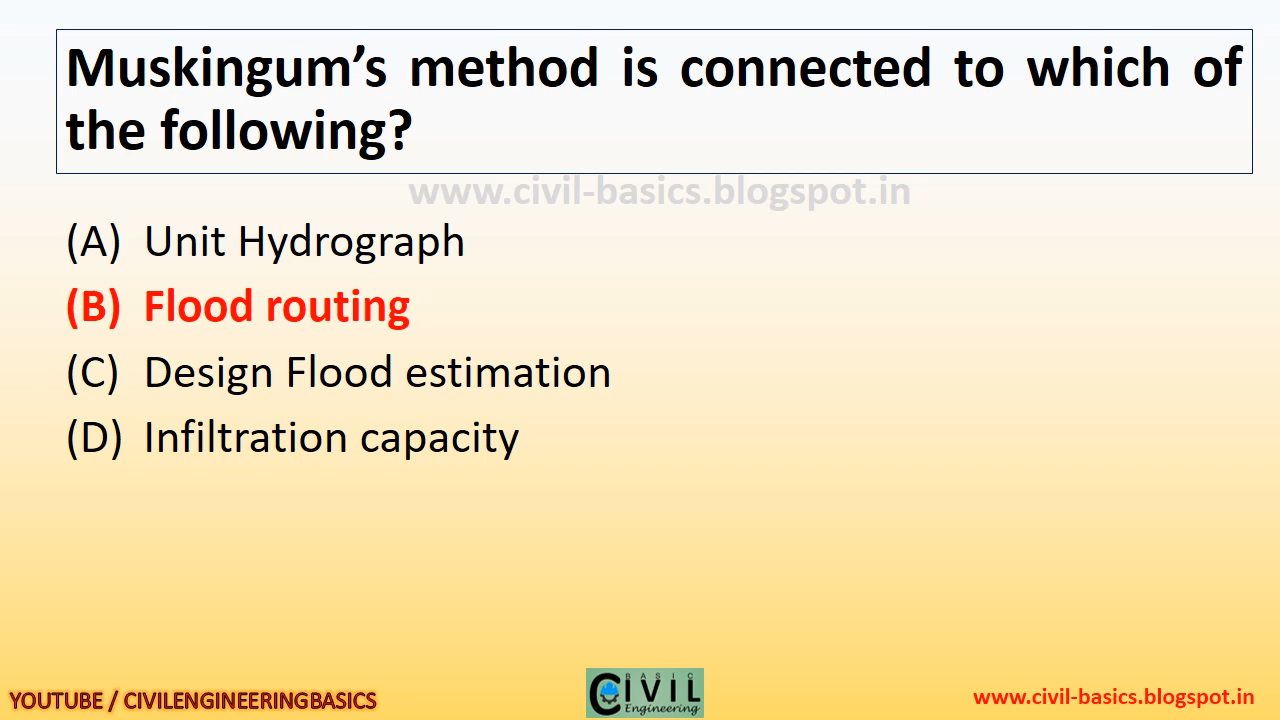 Muskingum’s method is connected to which of
the following?
www.civil-basics.blogspot.in
(A) Unit Hydrograph
(B) Flood routing
(C) Design Flood estimation
(D) Infiltration capacity
YOUTUBE / CIVILENGINEERINGBASICS
BASIC
CIVIL
Engineering
www.civil-basics.blogspot.in